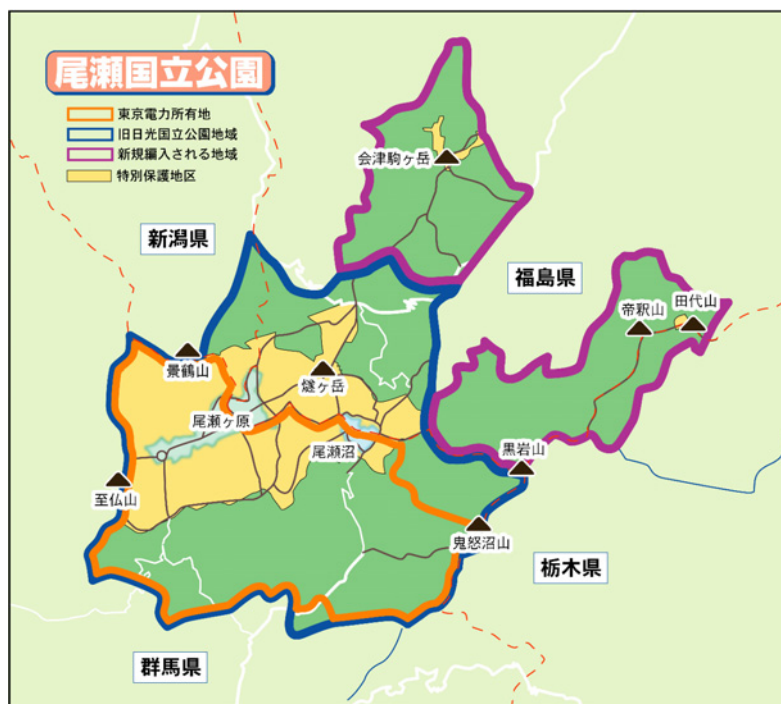 尾瀬国立公園
東京電力所有地
旧日光国立公園地域
新規編入される地域
特別保護地区
会津駒ヶ岳
新潟県
福島県
帝釈山
田代山
景鶴山
燧ヶ岳
尾瀬ヶ原
尾瀬沼
黒岩山
至仏山
鬼怒沼山
栃木県
群馬県